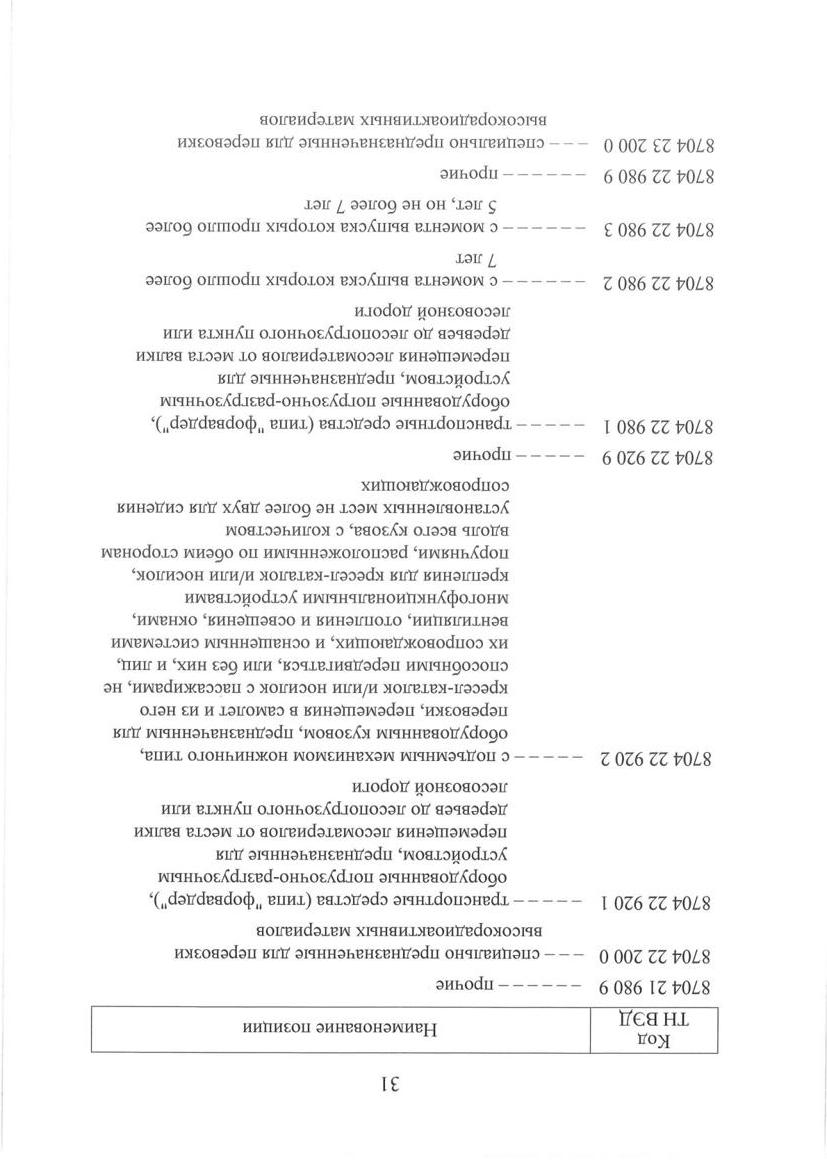 31
Код
ТН ВЭД
Наименование позиции
8704 21 980 9 – – – – – – прочие
8704 22 200 0 – – – специально предназначенные для перевозки
высокорадиоактивных материалов
8704 22 920 1 – – – – – транспортные средства (типа "форвардер"),
оборудованные погрузочно-разгрузочным
устройством, предназначенные для
перемещения лесоматериалов от места валки
деревьев до лесопогрузочного пункта или
лесовозной дороги
8704 22 920 2 – – – – – с подъемным механизмом ножничного типа,
оборудованным кузовом, предназначенным для
перевозки, перемещения в самолет и из него
кресел-каталок и/или носилок с пассажирами, не
способными передвигаться, или без них, и лиц,
их сопровождающих, и оснащенным системами
вентиляции, отопления и освещения, окнами,
многофункциональными устройствами
крепления для кресел-каталок и/или носилок,
поручнями, расположенными по обеим сторонам
вдоль всего кузова, с количеством
установленных мест не более двух для сидения
сопровождающих
8704 22 920 9 – – – – – прочие
8704 22 980 1 – – – – – транспортные средства (типа "форвардер"),
оборудованные погрузочно-разгрузочным
устройством, предназначенные для
перемещения лесоматериалов от места валки
деревьев до лесопогрузочного пункта или
лесовозной дороги
8704 22 980 2 – – – – – – с момента выпуска которых прошло более
7 лет
8704 22 980 3 – – – – – – с момента выпуска которых прошло более
5 лет, но не более 7 лет
8704 22 980 9 – – – – – – прочие
8704 23 200 0 – – – специально предназначенные для перевозки
высокорадиоактивных материалов